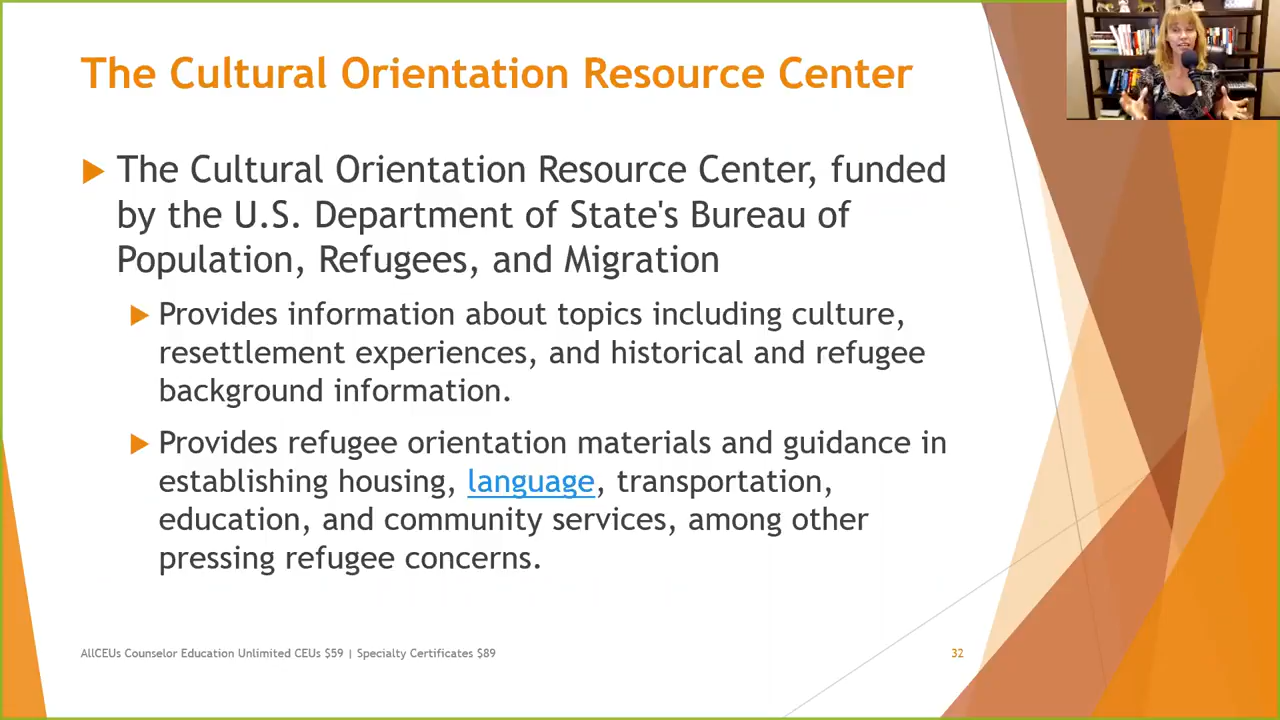 The Cultural Orientation Resource Center
The Cultural Orientation Resource Center, funded
by the U.S. Department of State's Bureau of
Population, Refugees, and Migration
Provides information about topics including culture,
resettlement experiences, and historical and refugee
background information.
Provides refugee orientation materials and guidance in
establishing housing, language, transportation,
education, and community services, among other
pressing refugee concerns.
AllCEUs Counselor Education Unlimited CEUs $59 | Specialty Certificates $89
32